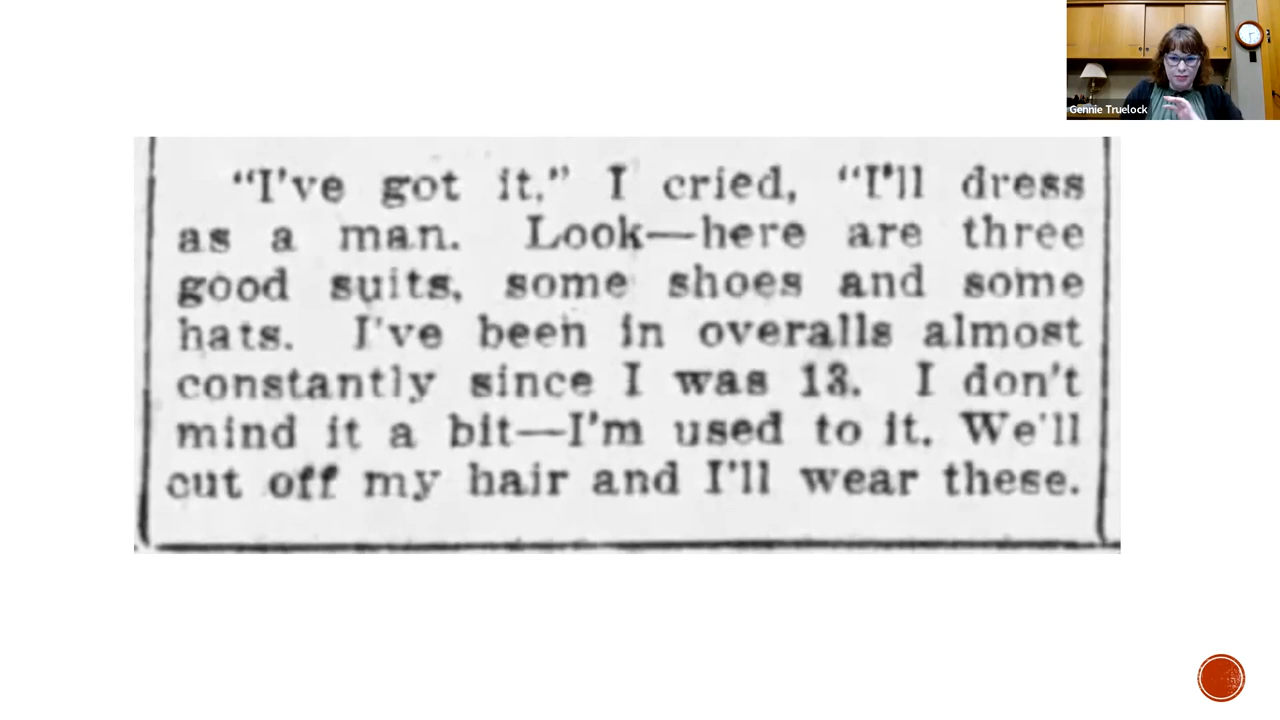 Gennie Truelock
"I've got it," I cried, "I'll dress
as a man. Look—here are three
good suits, some shoes and some
hats. I've been in overalls almost
constantly since I was 13. I don't
mind it a bit—I'm used to it. We'll
cut off my hair and I'll wear these.